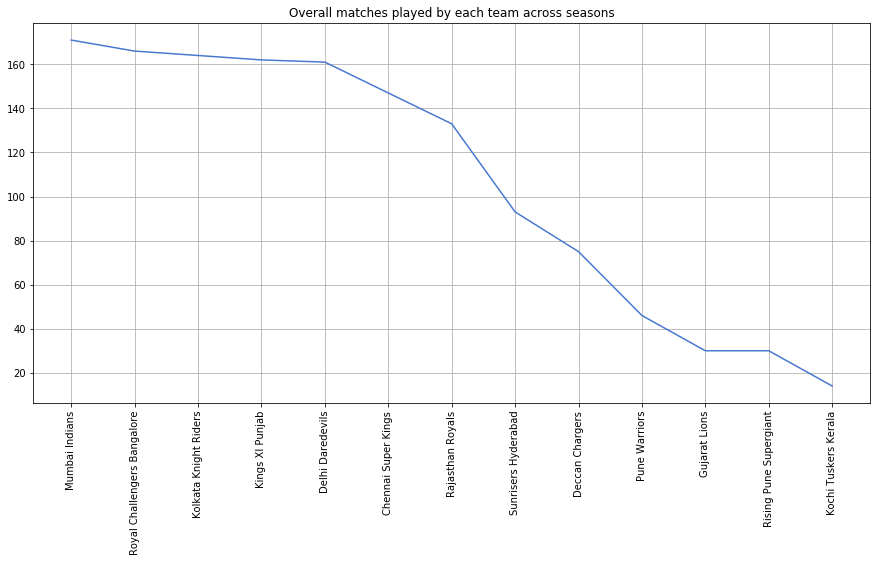 Overall matches played by each team across seasons
160
140
120
100
80
60
40
20
Mumbai Indians
Royal Challengers Bangalore
Kolkata Knight Riders
Kings XI Punjab
Delhi Daredevils
Chennai Super Kings
Rajasthan Royals
Sunrisers Hyderabad
Deccan Chargers
Pune Warriors
Gujarat Lions
Rising Pune Supergiant
Kochi Tuskers Kerala